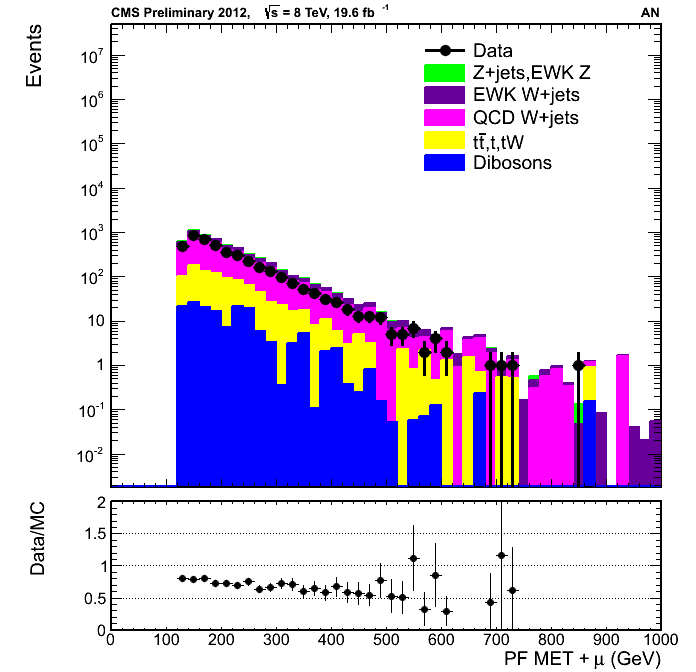 CMS Preliminary 2012, √s = 8 TeV, 19.6 fb⁻¹ AN
Events
10⁷
10⁶
10⁵
10⁴
10³
10²
10
1
10⁻¹
10⁻²
Data
Z+jets,EWK Z
EWK W+jets
QCD W+jets
tt̄,t,tW
Dibosons
Data/MC
2
1.5
1
0.5
0
0 100 200 300 400 500 600 700 800 900 1000
PF MET + μ (GeV)